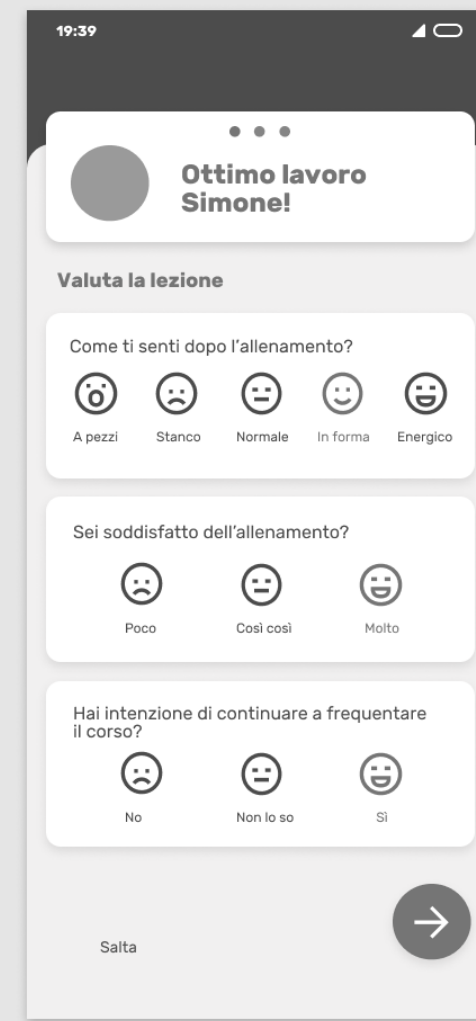 19:39
Ottimo lavoro
Simone!
Valuta la lezione
Come ti senti dopo l'allenamento?
A pezzi Stanco Normale In forma Energico
Sei soddisfatto dell'allenamento?
Poco Così così Molto
Hai intenzione di continuare a frequentare
il corso?
No Non lo so Sì
Salta